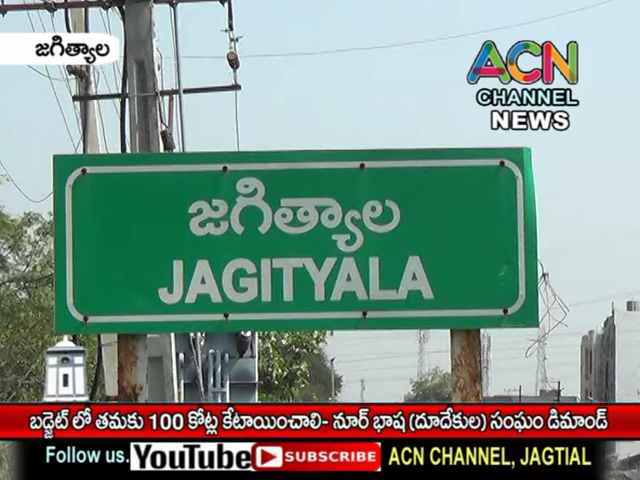 జగిత్యాల
ACN
CHANNEL
NEWS
జగిత్యాల
JAGITYALA
బడ్జెట్ లో తమకు 100 కోట్ల కేటాయించాలి- నూర్ భాష (దూదేకుల) సంఘం డిమాండ్
Follow us. YouTube SUBSCRIBE ACN CHANNEL, JAGTIAL